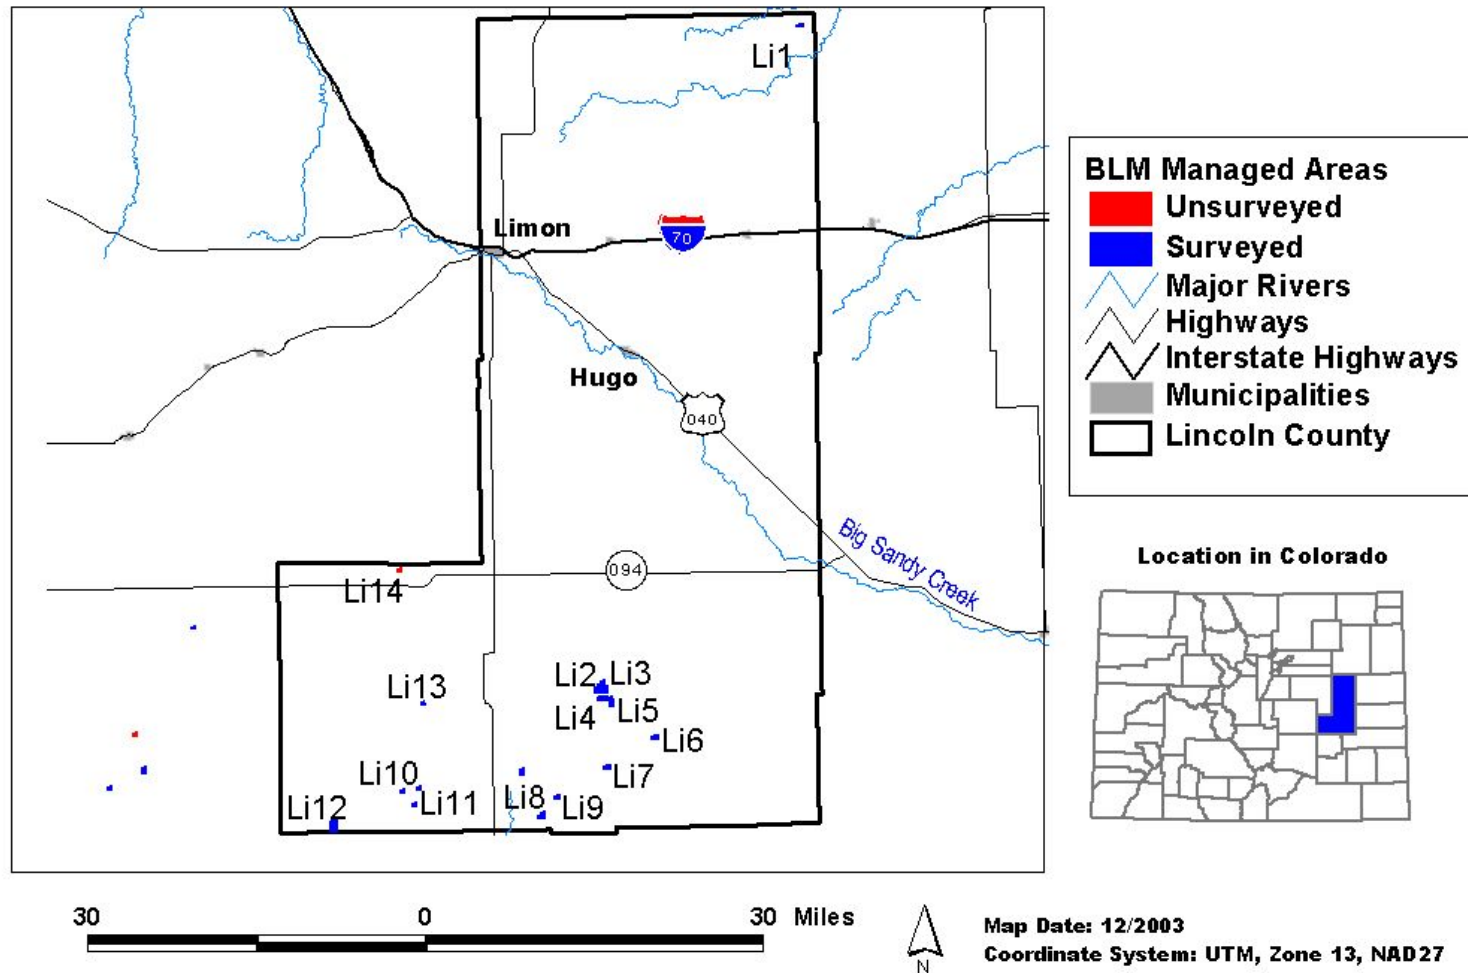 Li1
Limon
70
Hugo
040
Big Sandy Creek
094
Li14
Li13
Li2 Li3
Li4 Li5
Li6
Li7
Li10
Li11
Li12
Li8
Li9
BLM Managed Areas
Unsurveyed
Surveyed
Major Rivers
Highways
Interstate Highways
Municipalities
Lincoln County
Location in Colorado
30 0 30 Miles
N
Map Date: 12/2003
Coordinate System: UTM, Zone 13, NAD27